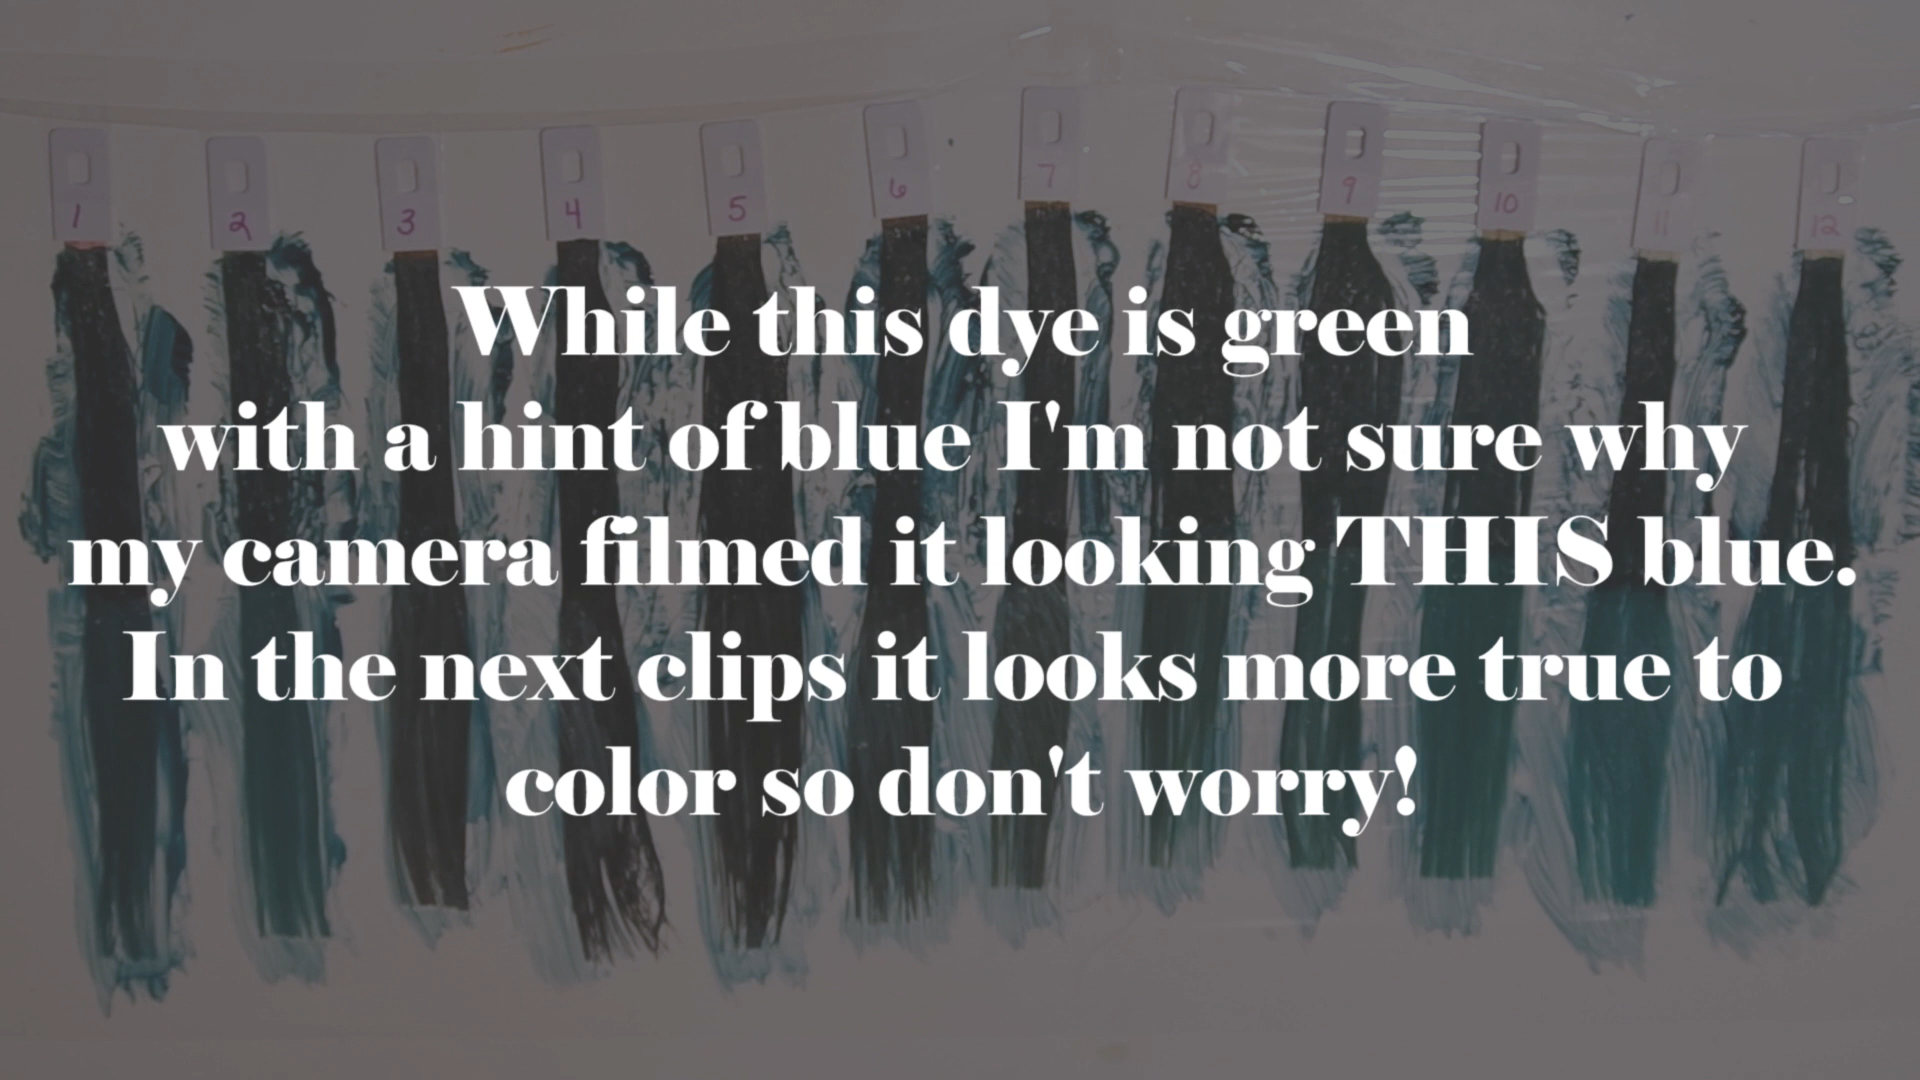 1 2 3 4 5 6 7 8 9 10 11 12
While this dye is green
with a hint of blue I'm not sure why
my camera filmed it looking THIS blue.
In the next clips it looks more true to
color so don't worry!